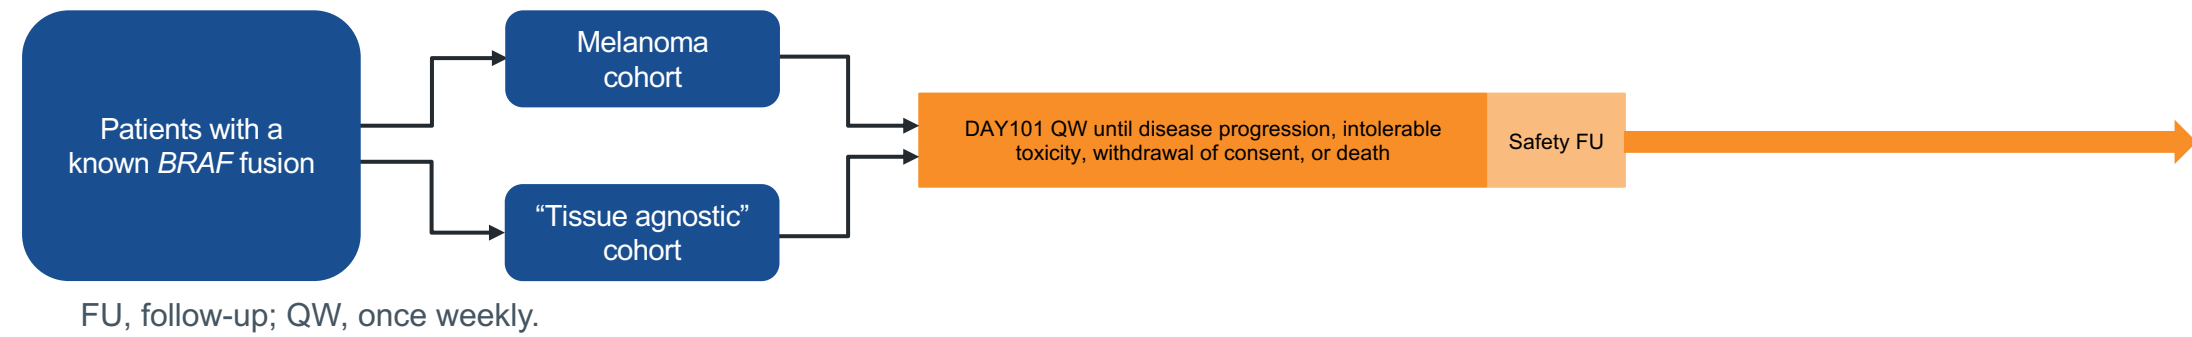 Patients with a
known BRAF fusion
Melanoma
cohort
“Tissue agnostic”
cohort
DAY101 QW until disease progression, intolerable
toxicity, withdrawal of consent, or death
Safety FU
FU, follow-up; QW, once weekly.